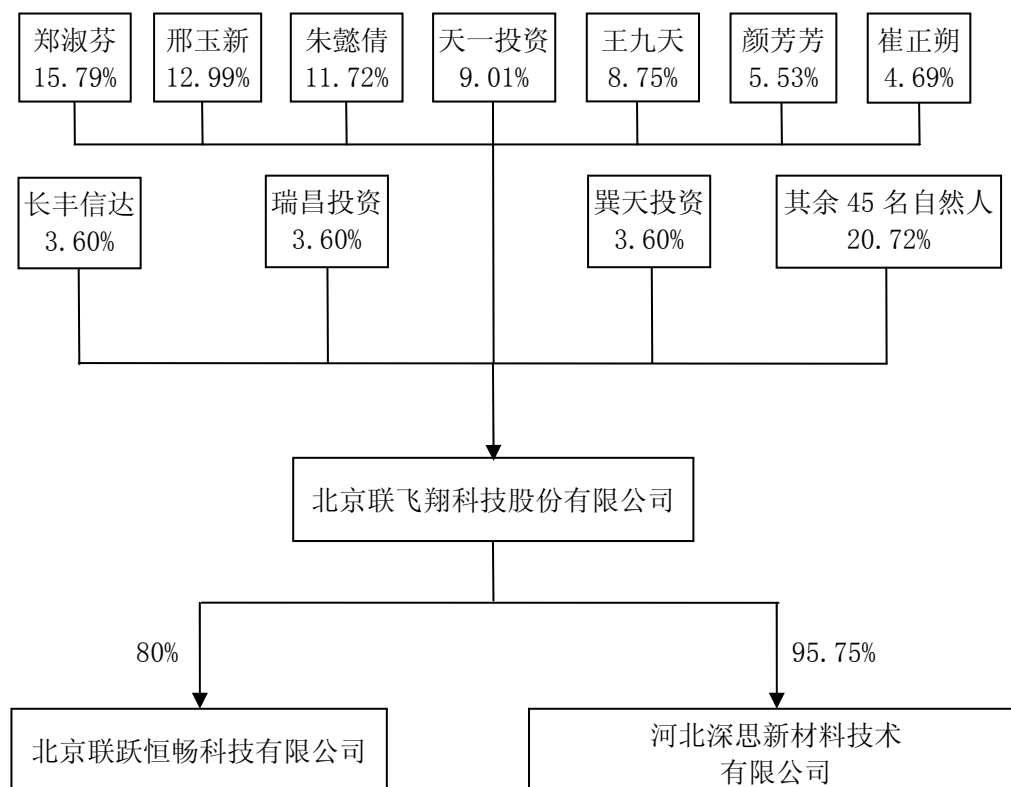 郑淑芬
15.79%
邢玉新
12.99%
朱懿倩
11.72%
天一投资
9.01%
王九天
8.75%
颜芳芳
5.53%
崔正朔
4.69%
长丰信达
3.60%
瑞昌投资
3.60%
巽天投资
3.60%
其余 45 名自然人
20.72%
北京联飞翔科技股份有限公司
80%
95.75%
北京联跃恒畅科技有限公司
河北深思新材料技术
有限公司